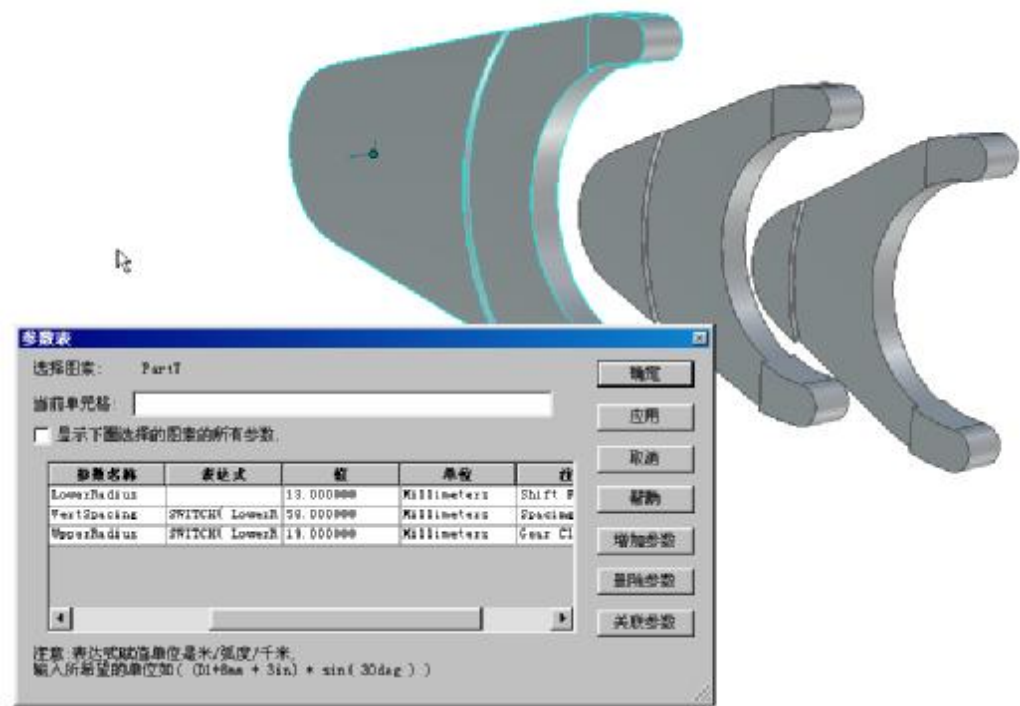 参数表
选择图素: Part7
确定
当前单元格:
应用
显示下面选择的图素的所有参数.
取消
参数名称 表达式 值 单位
帮助
LowerRadius 13.000000 Millimeters Shift
VertSpacing SWITCH( LowerR Millimeters Spacing
UpperRadius SWITCH( LowerR 19.000000 Millimeters Gear
增加参数
删除参数
关联参数
注意:表达式赋值单位是米/弧度/千米.
输入所希望的单位如( (D1+8mm + 3in) * sin( 30deg ) )